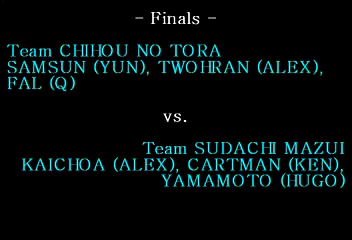 - Finals -
Team CHIHOU NO TORA
SAMSUN (YUN), TWOHRAN (ALEX),
FAL (Q)
vs.
Team SUDACHI MAZUI
KAICHOA (ALEX), CARTMAN (KEN),
YAMAMOTO (HUGO)